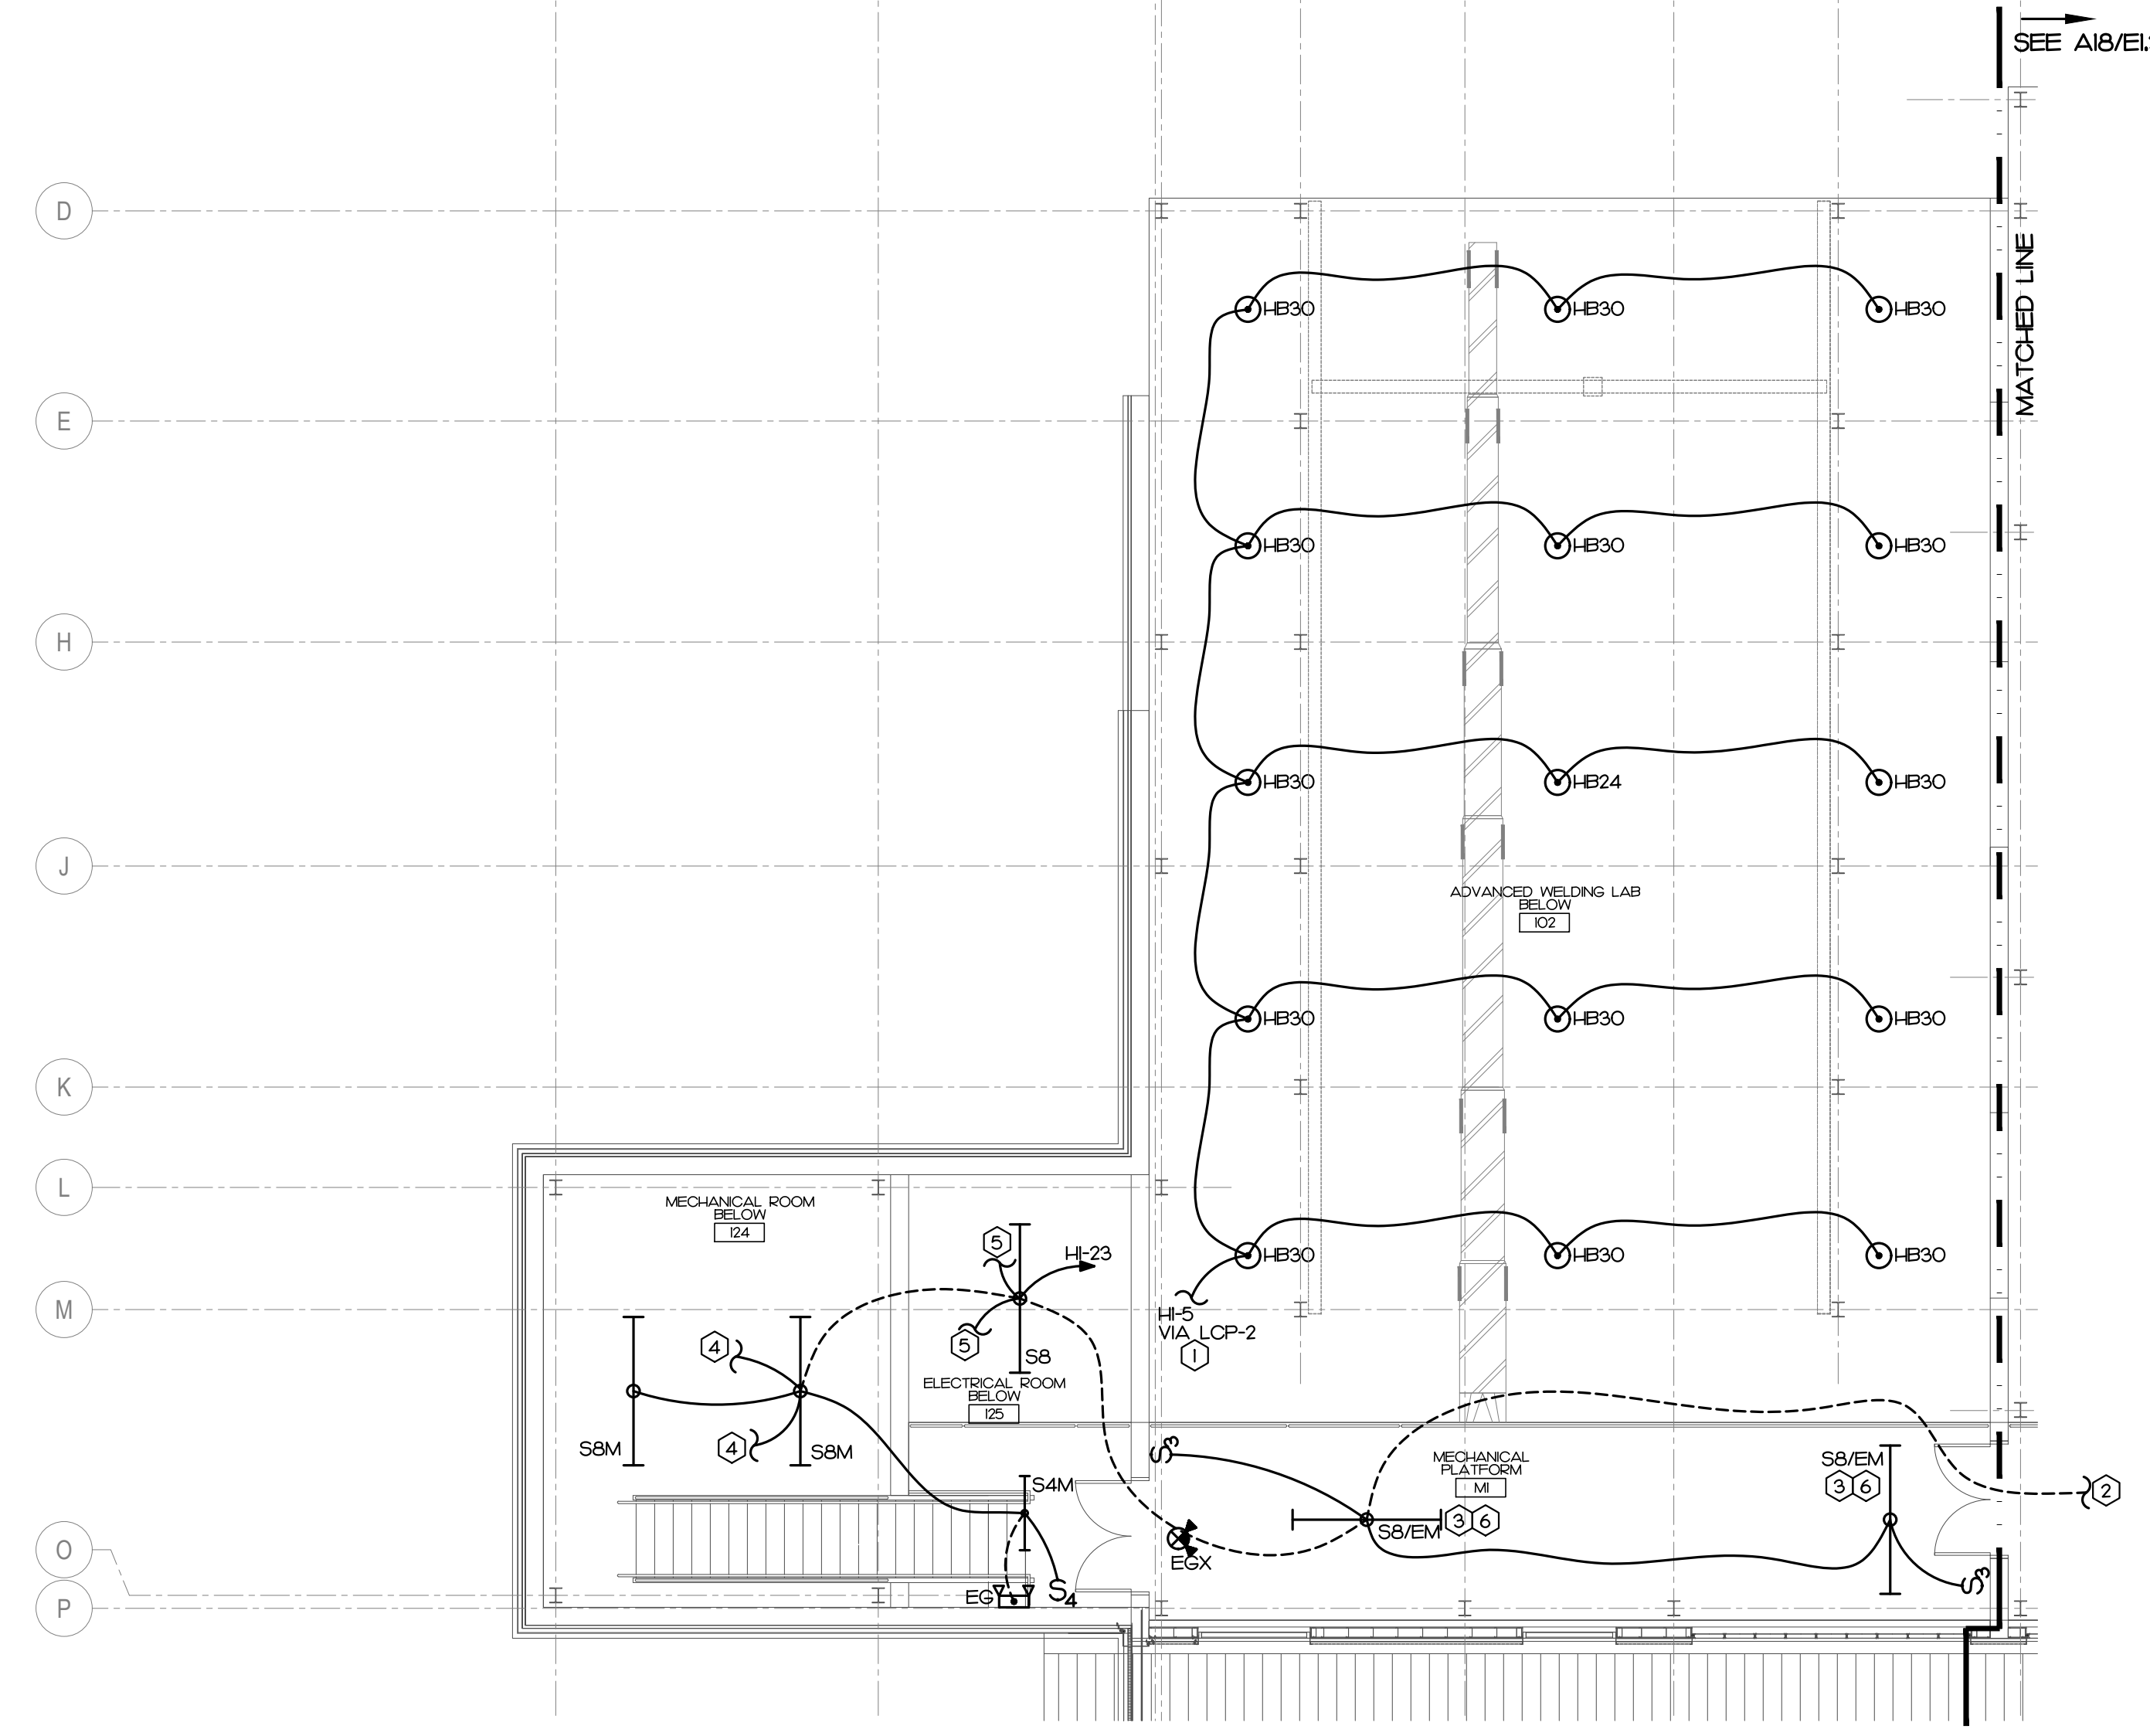 SEE A18/E1.
D
MATCHED LINE
HB30
HB30
HB30
E
HB30
HB30
HB30
H
HB30
HB24
HB30
J
ADVANCED WELDING LAB
BELOW
102
HB30
HB30
HB30
K
L
MECHANICAL ROOM
BELOW
124
5
H1-23
HB30
HB30
HB30
M
H1-5
VIA LCP-2
1
4
5
S8
ELECTRICAL ROOM
BELOW
125
S8M
4
S8M
S3
MECHANICAL
PLATFORM
M1
S8/EM
3 6
2
S4M
S8/EM
3 6
O
EGX
EG
S4
S3
P